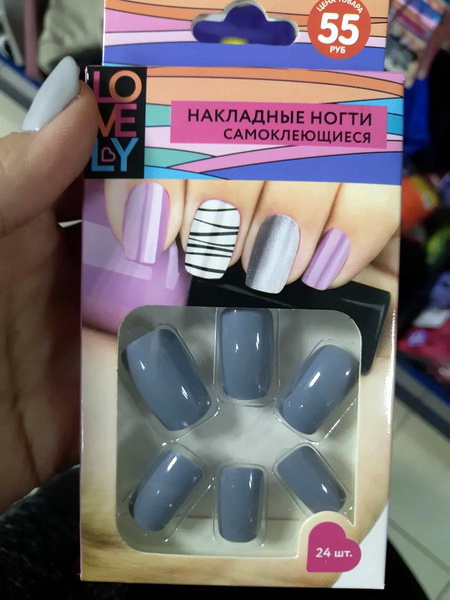 ЦЕНА ТОВАРА
55
РУБ
LO
VE
LY
НАКЛАДНЫЕ НОГТИ
САМОКЛЕЮЩИЕСЯ
24 шт.